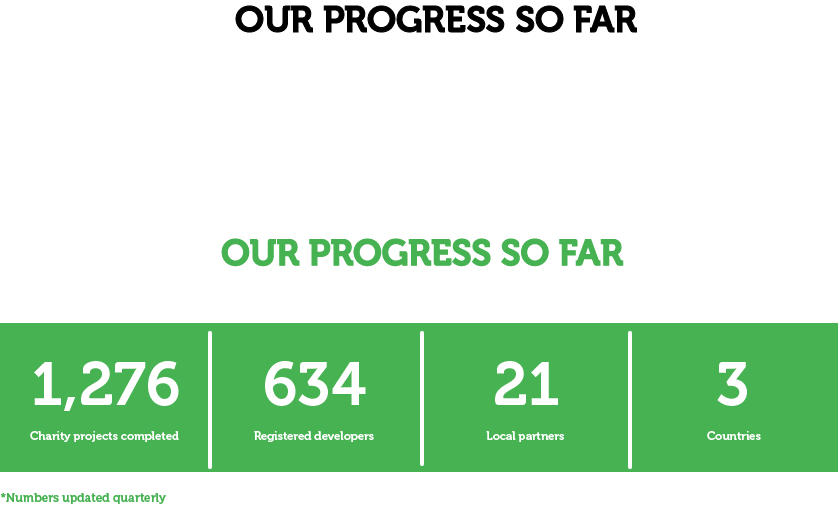 OUR PROGRESS SO FAR
OUR PROGRESS SO FAR
1,276
634
21
3
Charity projects completed
Registered developers
Local partners
Countries
*Numbers updated quarterly